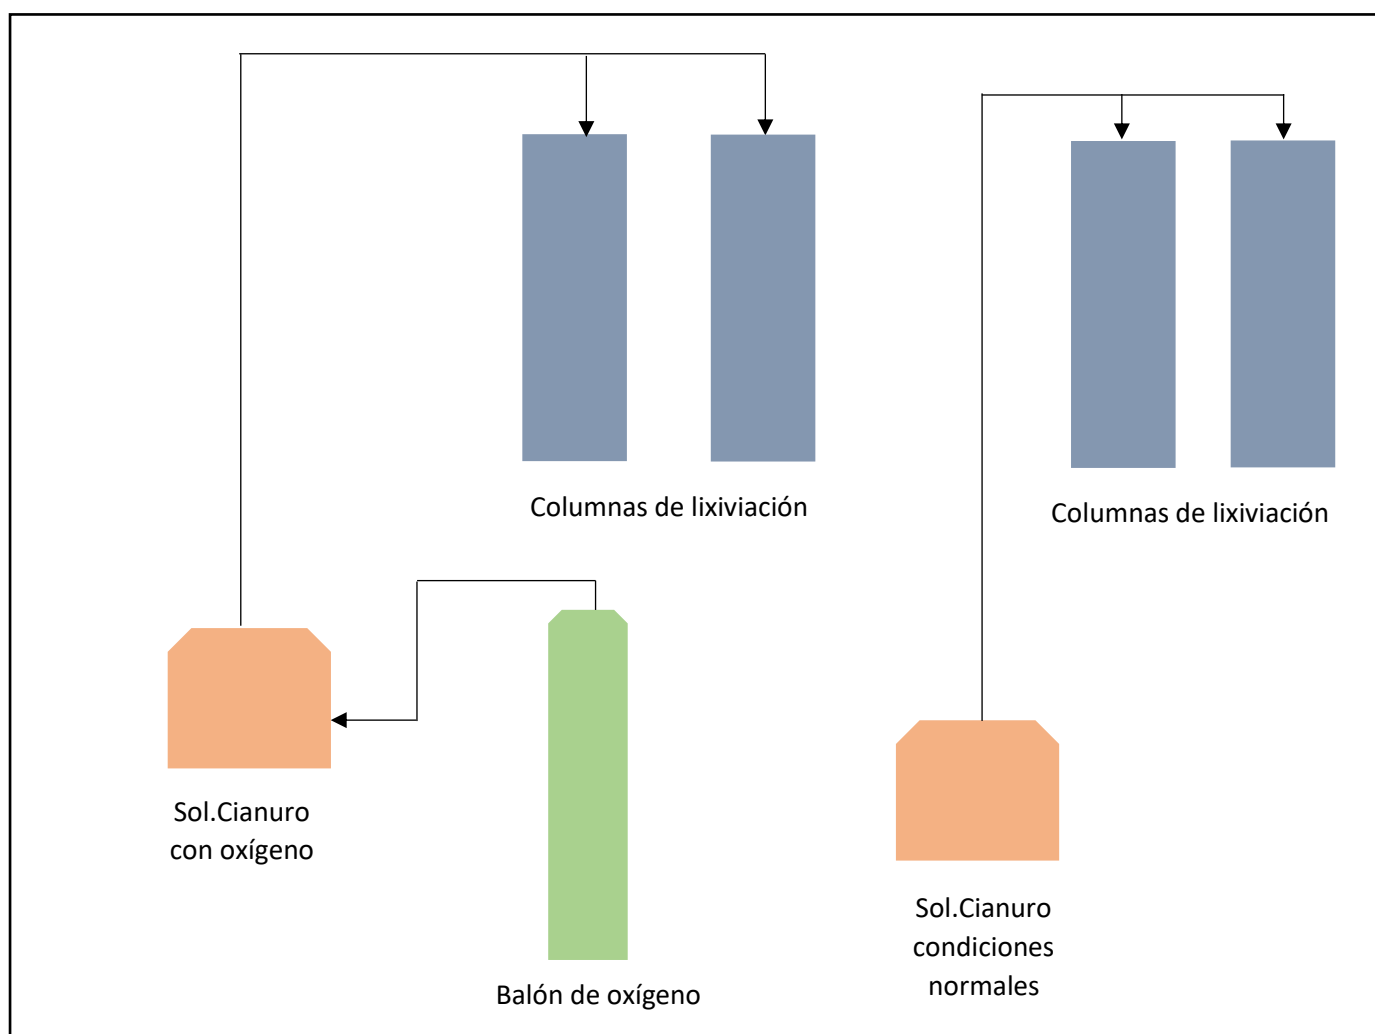 Columnas de lixiviación
Columnas de lixiviación
Sol.Cianuro
con oxígeno
Balón de oxígeno
Sol.Cianuro
condiciones
normales